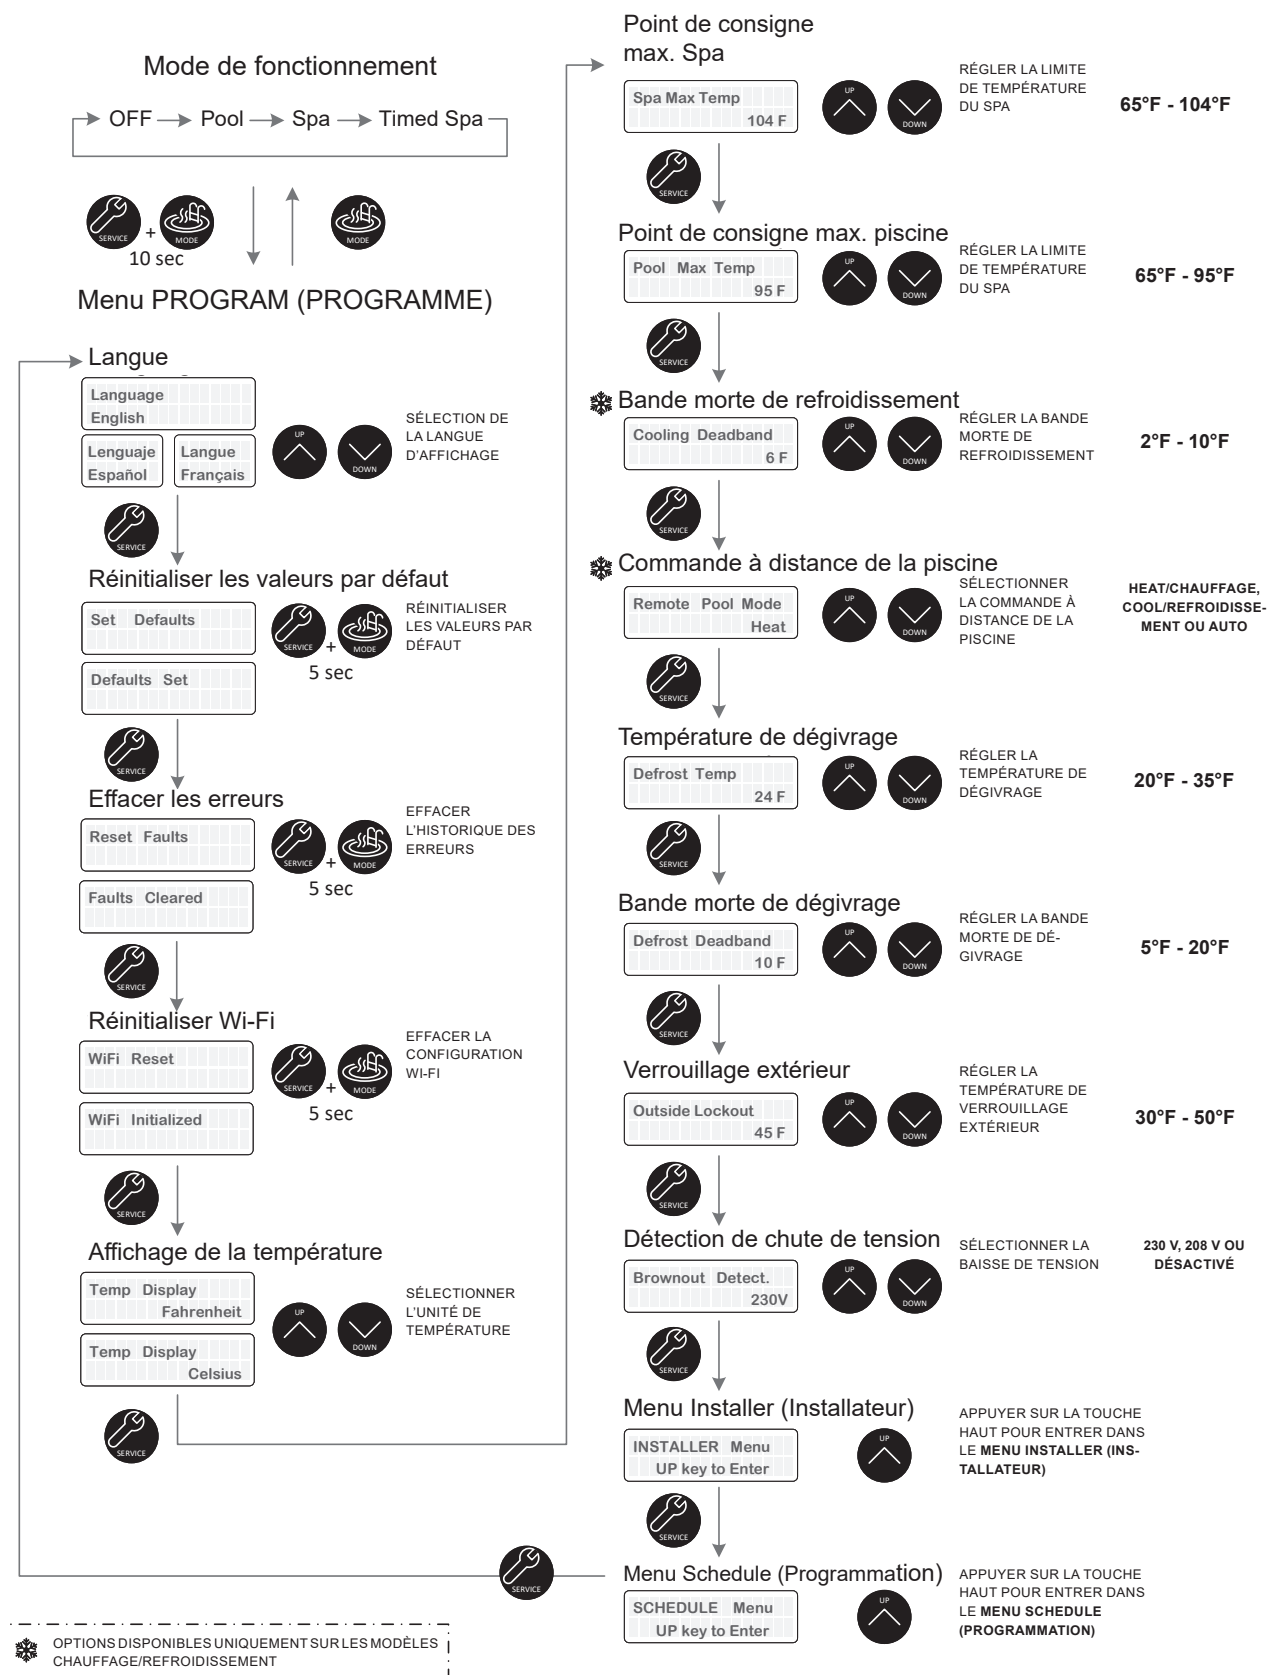 Mode de fonctionnement
OFF Pool Spa Timed Spa
SERVICE + MODE
10 sec
MODE
Menu PROGRAM (PROGRAMME)
Langue
Language
English
Lenguaje
Español
Langue
Français
UP
DOWN
SÉLECTION DE
LA LANGUE
D'AFFICHAGE
SERVICE
Réinitialiser les valeurs par défaut
Set Defaults
Defaults Set
SERVICE + MODE
5 sec
RÉINITIALISER
LES VALEURS PAR
DÉFAUT
SERVICE
Effacer les erreurs
Reset Faults
Faults Cleared
SERVICE + MODE
5 sec
EFFACER
L'HISTORIQUE DES
ERREURS
SERVICE
Réinitialiser Wi-Fi
WiFi Reset
WiFi Initialized
SERVICE + MODE
5 sec
EFFACER LA
CONFIGURATION
WI-FI
SERVICE
Affichage de la température
Temp Display
Fahrenheit
Temp Display
Celsius
UP
DOWN
SÉLECTIONNER
L'UNITÉ DE
TEMPÉRATURE
SERVICE
Point de consigne
max. Spa
Spa Max Temp
104 F
UP
DOWN
RÉGLER LA LIMITE
DE TEMPÉRATURE
DU SPA
65°F - 104°F
SERVICE
Point de consigne max. piscine
Pool Max Temp
95 F
UP
DOWN
RÉGLER LA LIMITE
DE TEMPÉRATURE
DU SPA
65°F - 95°F
SERVICE
Bande morte de refroidissement
Cooling Deadband
6 F
UP
DOWN
RÉGLER LA BANDE
MORTE DE
REFROIDISSEMENT
2°F - 10°F
SERVICE
Commande à distance de la piscine
Remote Pool Mode
Heat
UP
DOWN
SÉLECTIONNER
LA COMMANDE À
DISTANCE DE LA
PISCINE
HEAT/CHAUFFAGE,
COOL/REFROIDISSE-
MENT OU AUTO
SERVICE
Température de dégivrage
Defrost Temp
24 F
UP
DOWN
RÉGLER LA
TEMPÉRATURE DE
DÉGIVRAGE
20°F - 35°F
SERVICE
Bande morte de dégivrage
Defrost Deadband
10 F
UP
DOWN
RÉGLER LA BANDE
MORTE DE DÉ-
GIVRAGE
5°F - 20°F
SERVICE
Verrouillage extérieur
Outside Lockout
45 F
UP
DOWN
RÉGLER LA
TEMPÉRATURE DE
VERROUILLAGE
EXTÉRIEUR
30°F - 50°F
SERVICE
Détection de chute de tension
Brownout Detect.
230V
UP
DOWN
SÉLECTIONNER LA
BAISSE DE TENSION
230 V, 208 V OU
DÉSACTIVÉ
SERVICE
Menu Installer (Installateur)
INSTALLER Menu
UP key to Enter
UP
APPUYER SUR LA TOUCHE
HAUT POUR ENTRER DANS
LE MENU INSTALLER (INS-
TALLATEUR)
SERVICE
Menu Schedule (Programmation)
SCHEDULE Menu
UP key to Enter
UP
APPUYER SUR LA TOUCHE
HAUT POUR ENTRER DANS
LE MENU SCHEDULE
(PROGRAMMATION)
SERVICE
OPTIONS DISPONIBLES UNIQUEMENT SUR LES MODÈLES
CHAUFFAGE/REFROIDISSEMENT